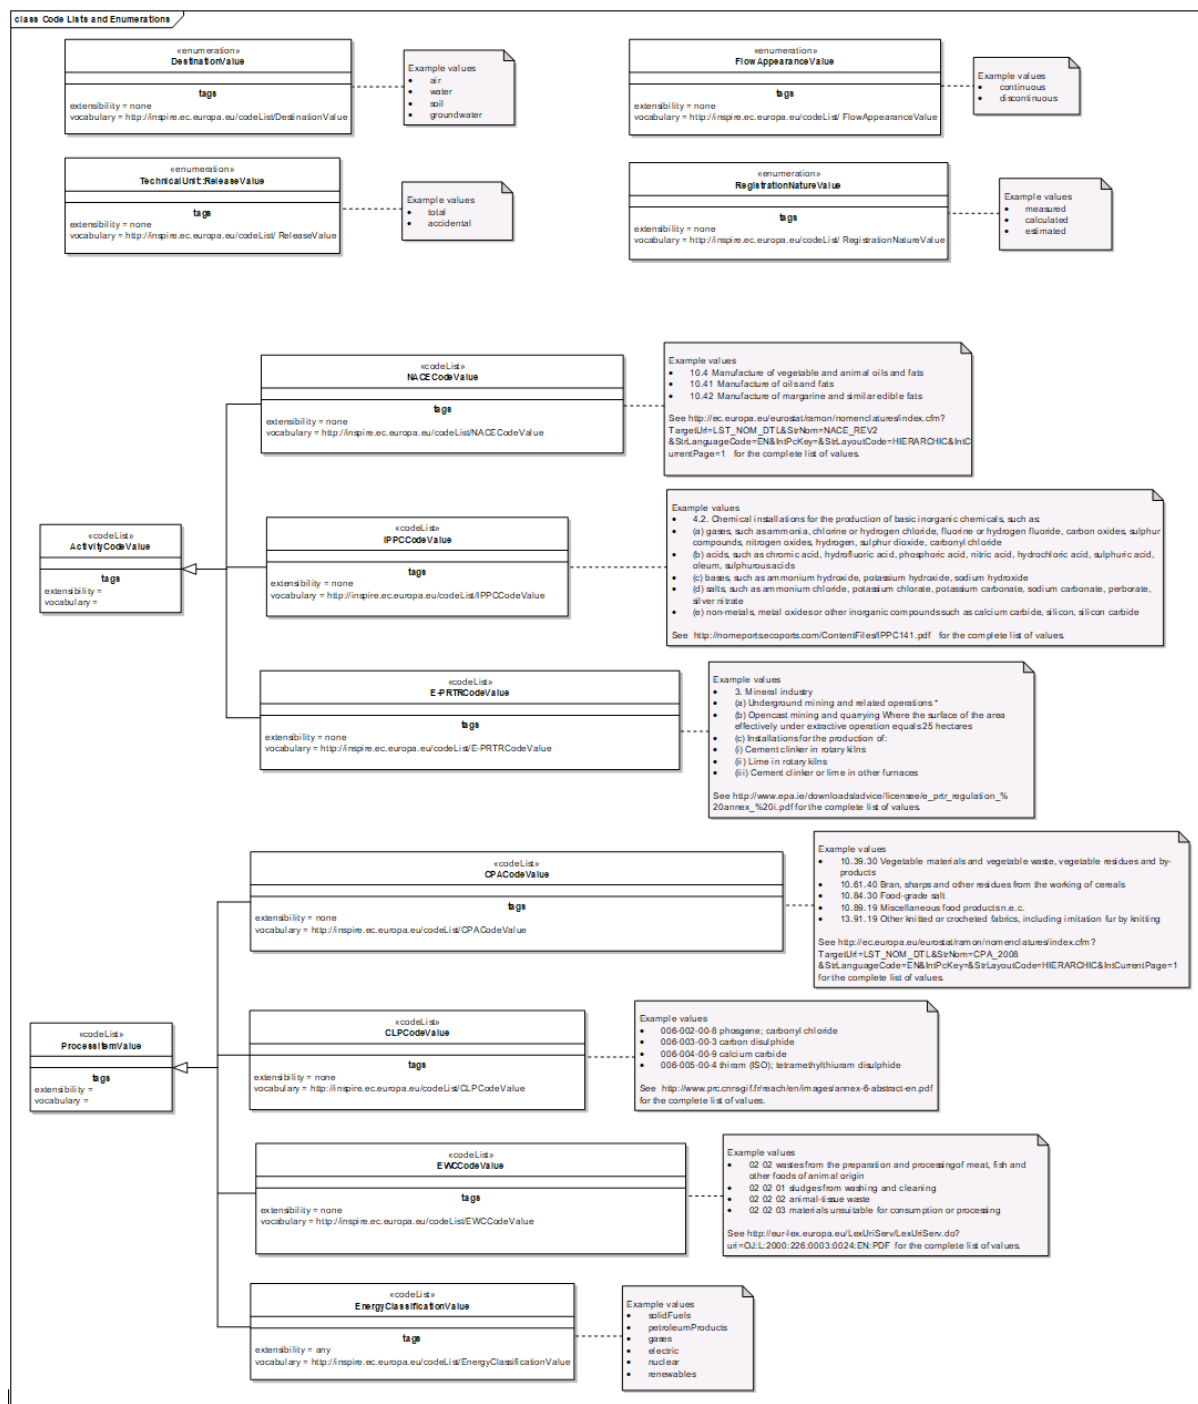 class Code Lists and Enumerations
«enumeration»
DestinationValue
tags
extensibility = none
vocabulary = http://inspire.ec.europa.eu/codeList/DestinationValue
Example values
• air
• water
• soil
• groundwater
«enumeration»
FlowAppearanceValue
tags
extensibility = none
vocabulary = http://inspire.ec.europa.eu/codeList/ FlowAppearanceValue
Example values
• continuous
• discontinuous
«enumeration»
TechnicalUnit::ReleaseValue
tags
extensibility = none
vocabulary = http://inspire.ec.europa.eu/codeList/ ReleaseValue
Example values
• total
• accidental
«enumeration»
RegistrationNatureValue
tags
extensibility = none
vocabulary = http://inspire.ec.europa.eu/codeList/ RegistrationNatureValue
Example values
• measured
• calculated
• estimated
«codeList»
NACECodeValue
tags
extensibility = none
vocabulary = http://inspire.ec.europa.eu/codeList/NACECodeValue
Example values
• 10.4 Manufacture of vegetable and animal oils and fats
• 10.41 Manufacture of oils and fats
• 10.42 Manufacture of margarine and similar edible fats
See http://ec.europa.eu/eurostat/ramon/nomenclatures/index.cfm?
TargetUrl=LST_NOM_DTL&StrNom=NACE_REV2
&StrLanguageCode=EN&IntPcKey=&StrLayoutCode=HIERARCHIC&IntC
urrentPage=1 for the complete list of values.
«codeList»
ActivityCodeValue
tags
extensibility =
vocabulary =
«codeList»
IPPCCodeValue
tags
extensibility = none
vocabulary = http://inspire.ec.europa.eu/codeList/IPPCCodeValue
Example values
• 4.2. Chemical installations for the production of basic inorganic chemicals, such as:
• (a) gases, such as ammonia, chlorine or hydrogen chloride, fluorine or hydrogen fluoride, carbon oxides, sulphur
compounds, nitrogen oxides, hydrogen, sulphur dioxide, carbonyl chloride
• (b) acids, such as chromic acid, hydrofluoric acid, phosphoric acid, nitric acid, hydrochloric acid, sulphuric acid,
oleum, sulphurous acids
• (c) bases, such as ammonium hydroxide, potassium hydroxide, sodium hydroxide
• (d) salts, such as ammonium chloride, potassium chlorate, potassium carbonate, sodium carbonate, perborate,
silver nitrate
• (e) non-metals, metal oxides or other inorganic compounds such as calcium carbide, silicon, silicon carbide
See http://nomeports.ecoports.com/ContentFiles/IPPC141.pdf for the complete list of values.
«codeList»
E-PRTRCodeValue
tags
extensibility = none
vocabulary = http://inspire.ec.europa.eu/codeList/E-PRTRCodeValue
Example values
• 3. Mineral industry
• (a) Underground mining and related operations *
• (b) Opencast mining and quarrying Where the surface of the area
effectively under extractive operation equals 25 hectares
• (c) Installations for the production of:
• (i) Cement clinker in rotary kilns
• (ii) Lime in rotary kilns
• (iii) Cement clinker or lime in other furnaces
See http://www.epa.ie/downloads/advice/licensee/e_prtr_regulation_%
20annex_%20i.pdf for the complete list of values.
«codeList»
CPACodeValue
tags
extensibility = none
vocabulary = http://inspire.ec.europa.eu/codeList/CPACodeValue
Example values
• 10.39.30 Vegetable materials and vegetable waste, vegetable residues and by-
products
• 10.61.40 Bran, sharps and other residues from the working of cereals
• 10.84.30 Food-grade salt
• 10.89.19 Miscellaneous food products n.e.c.
• 13.91.19 Other knitted or crocheted fabrics, including imitation fur by knitting
See http://ec.europa.eu/eurostat/ramon/nomenclatures/index.cfm?
TargetUrl=LST_NOM_DTL&StrNom=CPA_2008
&StrLanguageCode=EN&IntPcKey=&StrLayoutCode=HIERARCHIC&IntCurrentPage=1
for the complete list of values.
«codeList»
ProcessItemValue
tags
extensibility =
vocabulary =
«codeList»
CLPCodeValue
tags
extensibility = none
vocabulary = http://inspire.ec.europa.eu/codeList/CLPCodeValue
Example values
• 006-002-00-8 phosgene; carbonyl chloride
• 006-003-00-3 carbon disulphide
• 006-004-00-9 calcium carbide
• 006-005-00-4 thiram (ISO); tetramethylthiuram disulphide
See http://www.prc.cnrsgif.fr/reach/en/images/annex-6-abstract-en.pdf
for the complete list of values.
«codeList»
EWCCodeValue
tags
extensibility = none
vocabulary = http://inspire.ec.europa.eu/codeList/EWCCodeValue
Example values
• 02 02 wastes from the preparation and processing of meat, fish and
other foods of animal origin
• 02 02 01 sludges from washing and cleaning
• 02 02 02 animal-tissue waste
• 02 02 03 materials unsuitable for consumption or processing
See http://eur-lex.europa.eu/LexUriServ/LexUriServ.do?
uri=OJ:L:2000:226:0003:0024:EN:PDF for the complete list of values.
«codeList»
EnergyClassificationValue
tags
extensibility = any
vocabulary = http://inspire.ec.europa.eu/codeList/EnergyClassificationValue
Example values
• solidFuels
• petroleumProducts
• gases
• electric
• nuclear
• renewables